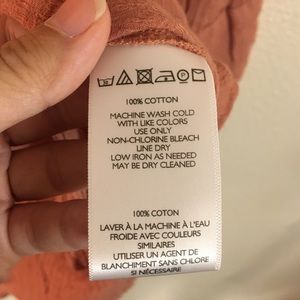 100% COTTON
MACHINE WASH COLD
WITH LIKE COLORS
USE ONLY
NON-CHLORINE BLEACH
LINE DRY
LOW IRON AS NEEDED
MAY BE DRY CLEANED
100% COTTON
LAVER À LA MACHINE À L'EAU
FROIDE AVEC COULEURS
SIMILAIRES
UTILISER UN AGENT DE
BLANCHIMENT SANS CHLORE
SI NÉCESSAIRE